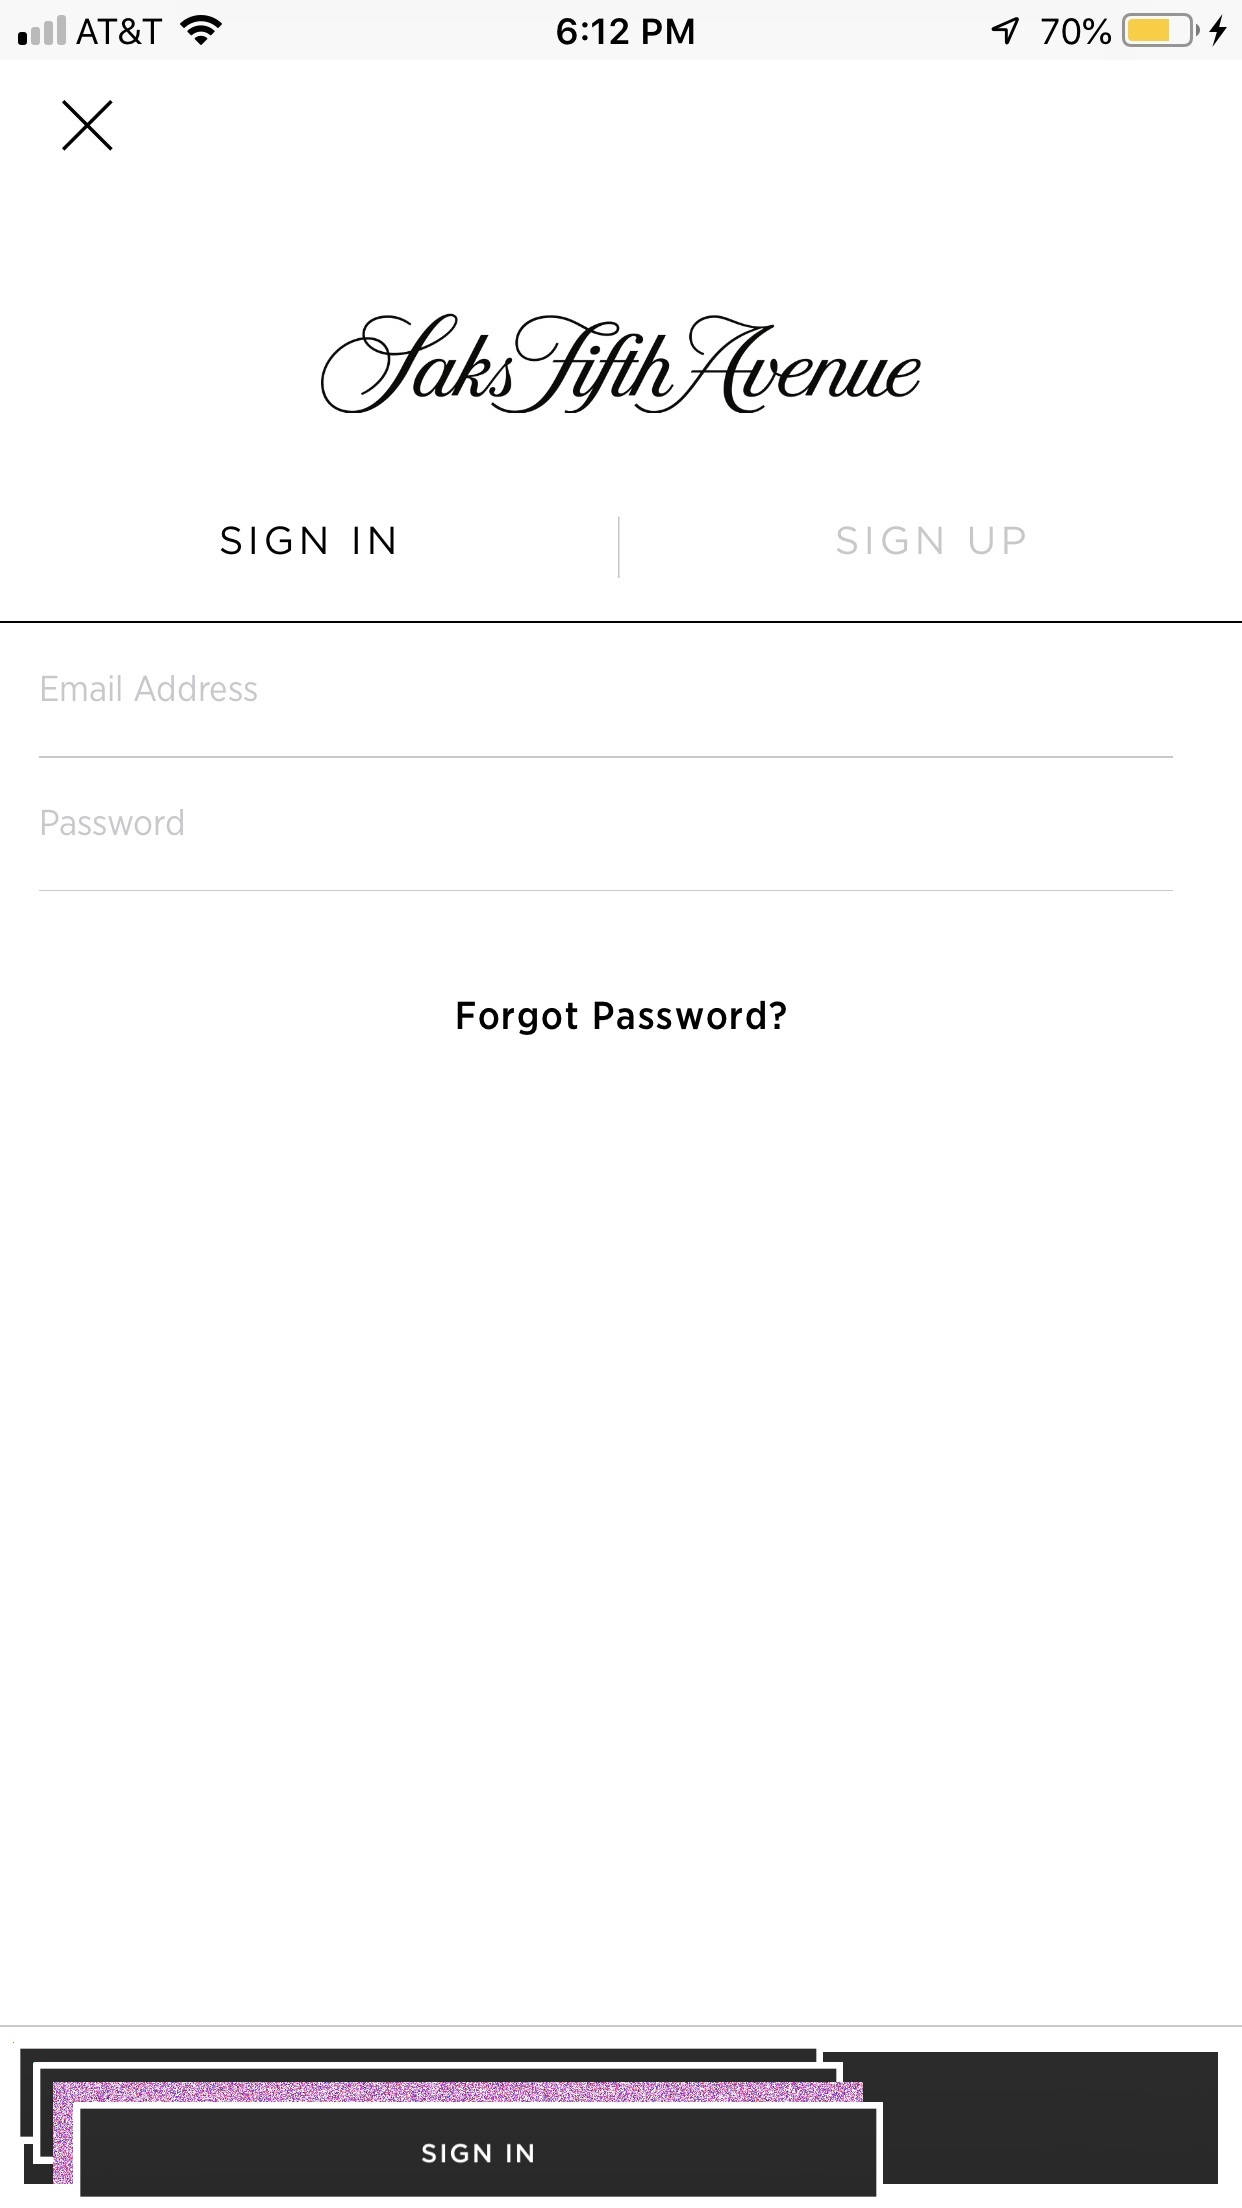 AT&T 6:12 PM 70%
Saks Fifth Avenue
SIGN IN SIGN UP
Email Address
Password
Forgot Password?
SIGN IN